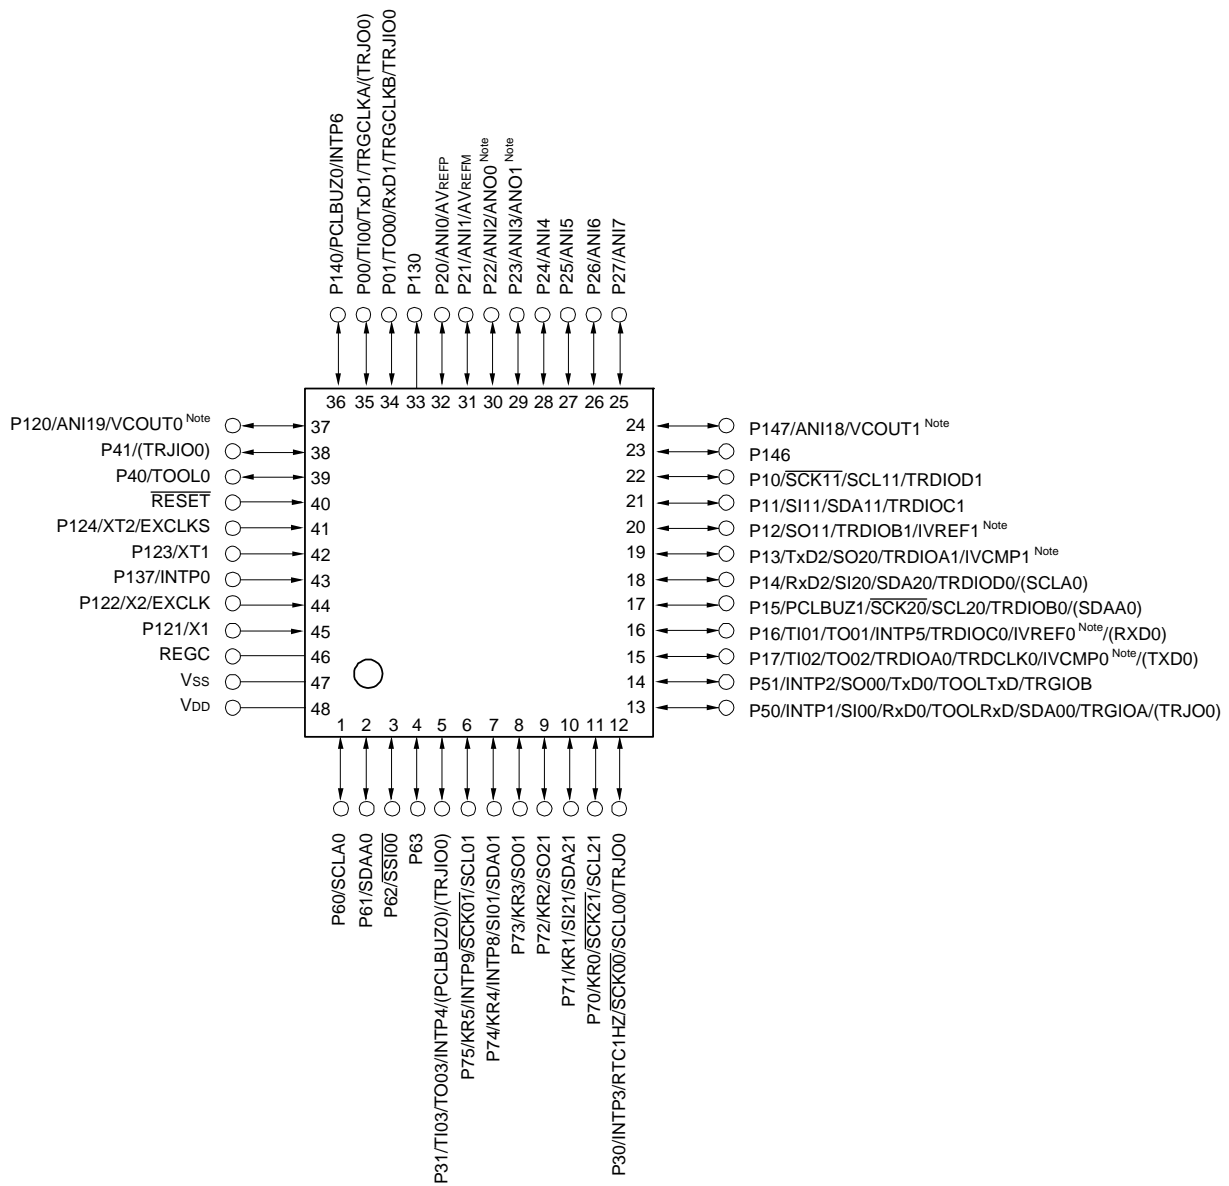 P140/PCLBUZ0/INTP6
P00/TI00/TxD1/TRGCLKA/(TRJO0)
P01/TO00/RxD1/TRGCLKB/TRJIO0
P130
P20/ANI0/AVREFP
P21/ANI1/AVREFM
P22/ANI2/ANO0 Note
P23/ANI3/ANO1 Note
P24/ANI4
P25/ANI5
P26/ANI6
P27/ANI7
36 35 34 33 32 31 30 29 28 27 26 25
P120/ANI19/VCOUT0 Note 37
P41/(TRJIO0) 38
P40/TOOL0 39
RESET 40
P124/XT2/EXCLKS 41
P123/XT1 42
P137/INTP0 43
P122/X2/EXCLK 44
P121/X1 45
REGC 46
VSS 47
VDD 48
24 P147/ANI18/VCOUT1 Note
23 P146
22 P10/SCK11/SCL11/TRDIOD1
21 P11/SI11/SDA11/TRDIOC1
20 P12/SO11/TRDIOB1/IVREF1 Note
19 P13/TxD2/SO20/TRDIOA1/IVCMP1 Note
18 P14/RxD2/SI20/SDA20/TRDIOD0/(SCLA0)
17 P15/PCLBUZ1/SCK20/SCL20/TRDIOB0/(SDAA0)
16 P16/TI01/TO01/INTP5/TRDIOC0/IVREF0 Note/(RXD0)
15 P17/TI02/TO02/TRDIOA0/TRDCLK0/IVCMP0 Note/(TXD0)
14 P51/INTP2/SO00/TxD0/TOOLTxD/TRGIOB
13 P50/INTP1/SI00/RxD0/TOOLRxD/SDA00/TRGIOA/(TRJO0)
1 2 3 4 5 6 7 8 9 10 11 12
P60/SCLA0
P61/SDAA0
P62/SSI00
P63
P31/TI03/TO03/INTP4/(PCLBUZ0)/(TRJIO0)
P75/KR5/INTP9/SCK01/SCL01
P74/KR4/INTP8/SI01/SDA01
P73/KR3/SO01
P72/KR2/SO21
P71/KR1/SI21/SDA21
P70/KR0/SCK21/SCL21
P30/INTP3/RTC1HZ/SCK00/SCL00/TRJO0